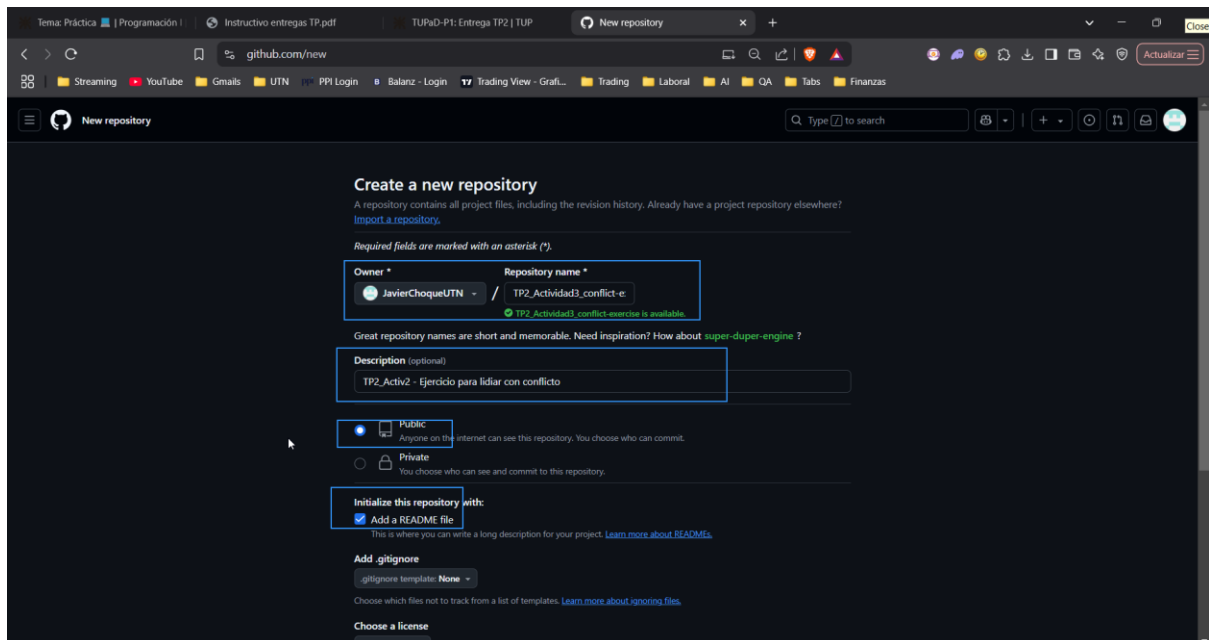 Tema: Práctica | Programación I
Instructivo entregas TP.pdf
TUPaD-P1: Entrega TP2 | TUP
New repository
Close
github.com/new
Actualizar
Streaming
YouTube
Gmails
UTN
PPI Login
Balanz - Login
Trading View - Grafi...
Trading
Laboral
AI
QA
Tabs
Finanzas
New repository
Type / to search
Create a new repository
A repository contains all project files, including the revision history. Already have a project repository elsewhere?
Import a repository.
Required fields are marked with an asterisk (*).
Owner * Repository name *
JavierChoqueUTN / TP2_Actividad3_conflict-e
TP2_Actividad3_conflict-exercise is available.
Great repository names are short and memorable. Need inspiration? How about super-duper-engine ?
Description (optional)
TP2_Activ2 - Ejercicio para lidiar con conflicto
Public
Anyone on the internet can see this repository. You choose who can commit.
Private
You choose who can see and commit to this repository.
Initialize this repository with:
Add a README file
This is where you can write a long description for your project. Learn more about READMEs.
Add .gitignore
.gitignore template: None
Choose which files not to track from a list of templates. Learn more about ignoring files.
Choose a license